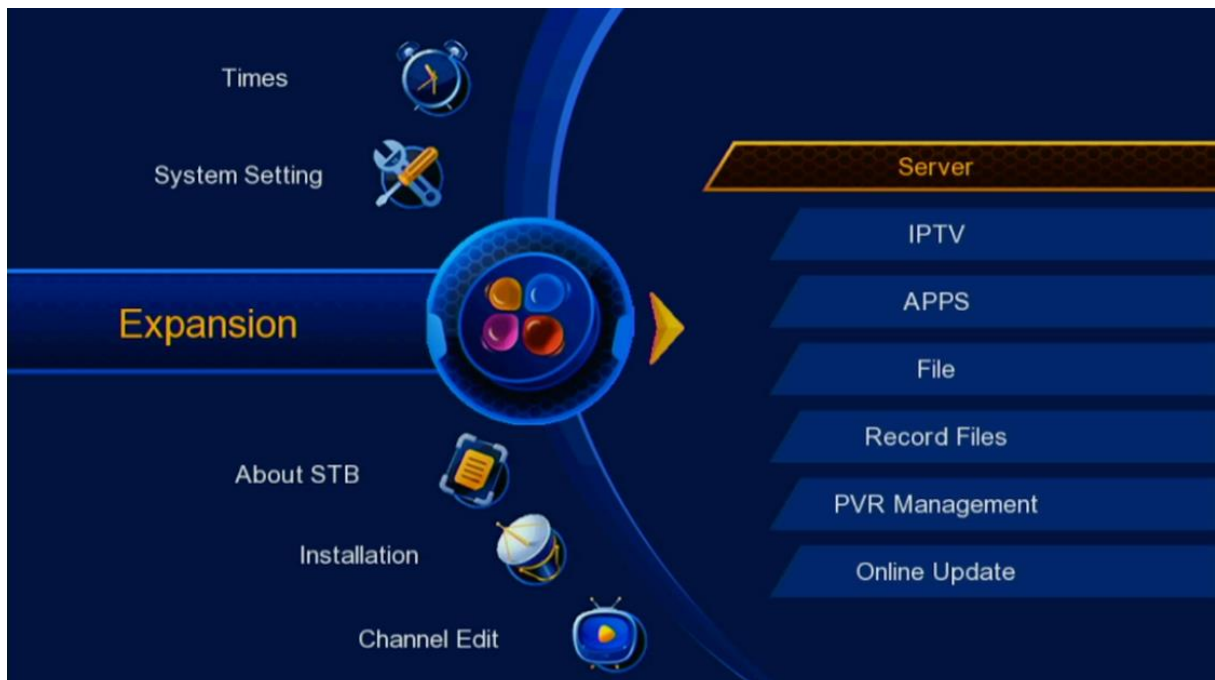 Times
System Setting
Expansion
About STB
Installation
Channel Edit
Server
IPTV
APPS
File
Record Files
PVR Management
Online Update